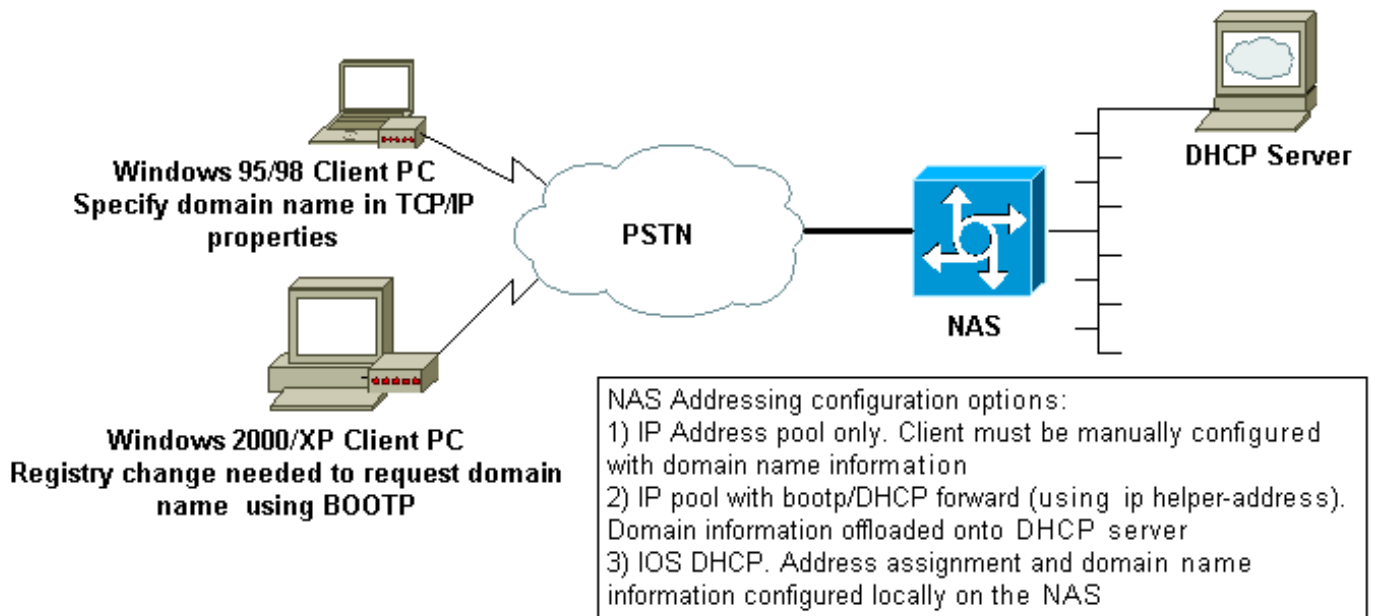 Windows 95/98 Client PC
Specify domain name in TCP/IP
properties
PSTN
NAS
DHCP Server
Windows 2000/XP Client PC
Registry change needed to request domain
name using BOOTP
NAS Addressing configuration options:
1) IP Address pool only. Client must be manually configured
with domain name information
2) IP pool with bootp/DHCP forward (using ip helper-address).
Domain information offloaded onto DHCP server
3) IOS DHCP. Address assignment and domain name
information configured locally on the NAS